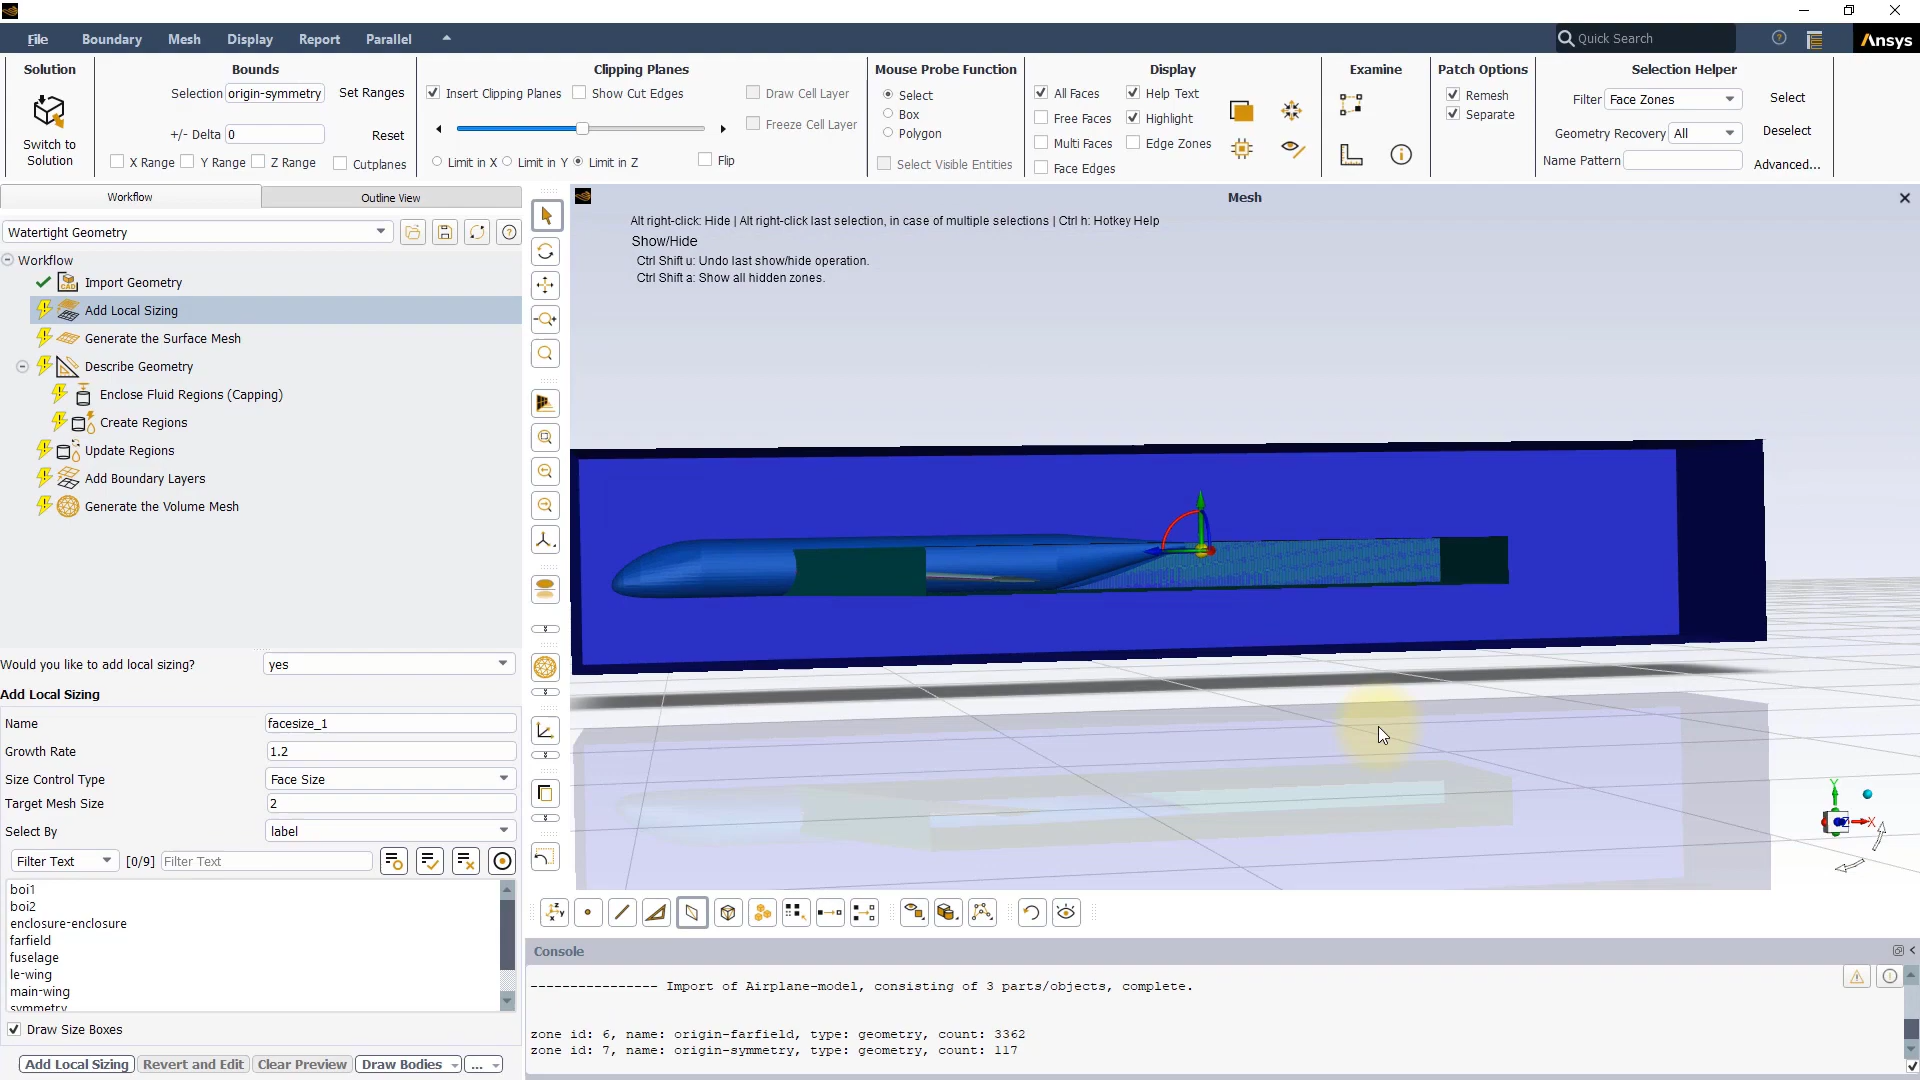 File Boundary Mesh Display Report Parallel
Quick Search
Ansys
Solution
Switch to
Solution
Bounds
Selection origin-symmetry Set Ranges
+/- Delta 0 Reset
X Range Y Range Z Range Cutplanes
Clipping Planes
Insert Clipping Planes Show Cut Edges
Draw Cell Layer
Freeze Cell Layer
Limit in X Limit in Y Limit in Z Flip
Mouse Probe Function
Select
Box
Polygon
Select Visible Entities
Display
All Faces Help Text
Free Faces Highlight
Multi Faces Edge Zones
Face Edges
Examine
Patch Options
Remesh
Separate
Selection Helper
Filter Face Zones Select
Geometry Recovery All Deselect
Name Pattern Advanced...
Workflow Outline View
Watertight Geometry
Workflow
Import Geometry
Add Local Sizing
Generate the Surface Mesh
Describe Geometry
Enclose Fluid Regions (Capping)
Create Regions
Update Regions
Add Boundary Layers
Generate the Volume Mesh
Would you like to add local sizing? yes
Add Local Sizing
Name facesize_1
Growth Rate 1.2
Size Control Type Face Size
Target Mesh Size 2
Select By label
Filter Text [0/9] Filter Text
boi1
boi2
enclosure-enclosure
farfield
fuselage
le-wing
main-wing
symmetry
Draw Size Boxes
Add Local Sizing Revert and Edit Clear Preview Draw Bodies ...
Mesh
Alt right-click: Hide | Alt right-click last selection, in case of multiple selections | Ctrl h: Hotkey Help
Show/Hide
Ctrl Shift u: Undo last show/hide operation.
Ctrl Shift a: Show all hidden zones.
Y
Z X
Console
---------------- Import of Airplane-model, consisting of 3 parts/objects, complete.
zone id: 6, name: origin-farfield, type: geometry, count: 3362
zone id: 7, name: origin-symmetry, type: geometry, count: 117